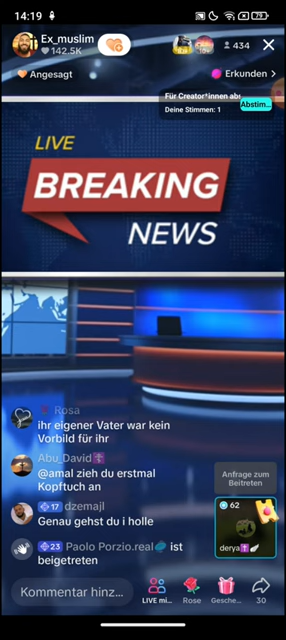 14:19
79
Ex_muslim
142.5K
434
Angesagt
Erkunden
Für Creator*innen abs
Deine Stimmen: 1
Abstim...
LIVE
BREAKING
NEWS
Rosa
ihr eigener Vater war kein
Vorbild für ihr
Abu_David✝️
@amal zieh du erstmal
Kopftuch an
17 dzemajl
Genau gehst du i holle
23 Paolo Porzio.real ist
beigetreten
Anfrage zum
Beitreten
62
derya✝️
Kommentar hinz...
LIVE mi...
Rose
Gesche...
30